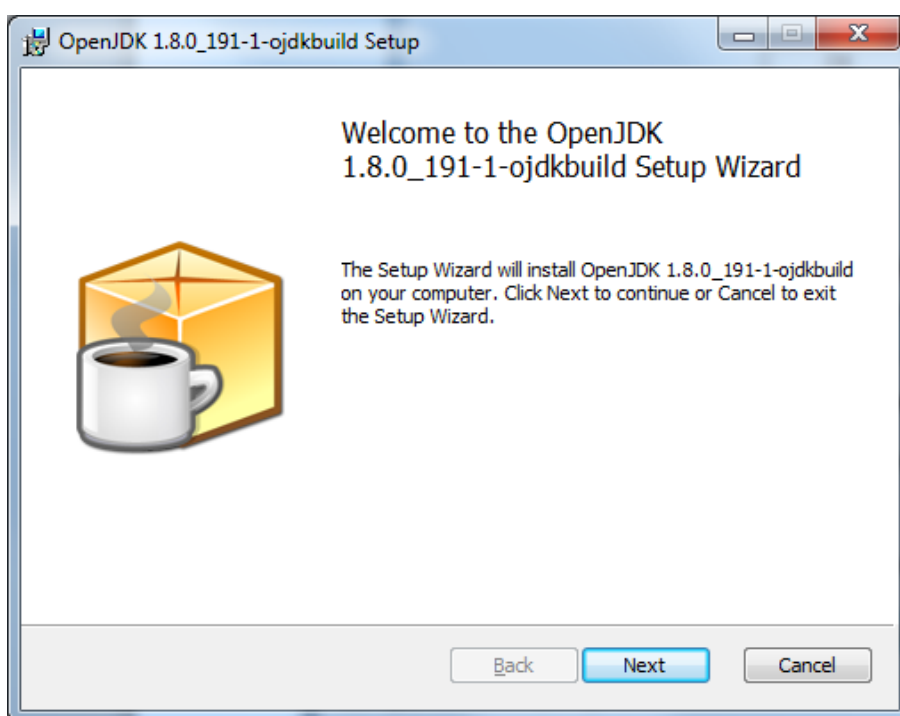 OpenJDK 1.8.0_191-1-ojdkbuild Setup
Welcome to the OpenJDK
1.8.0_191-1-ojdkbuild Setup Wizard
The Setup Wizard will install OpenJDK 1.8.0_191-1-ojdkbuild
on your computer. Click Next to continue or Cancel to exit
the Setup Wizard.
Back Next Cancel